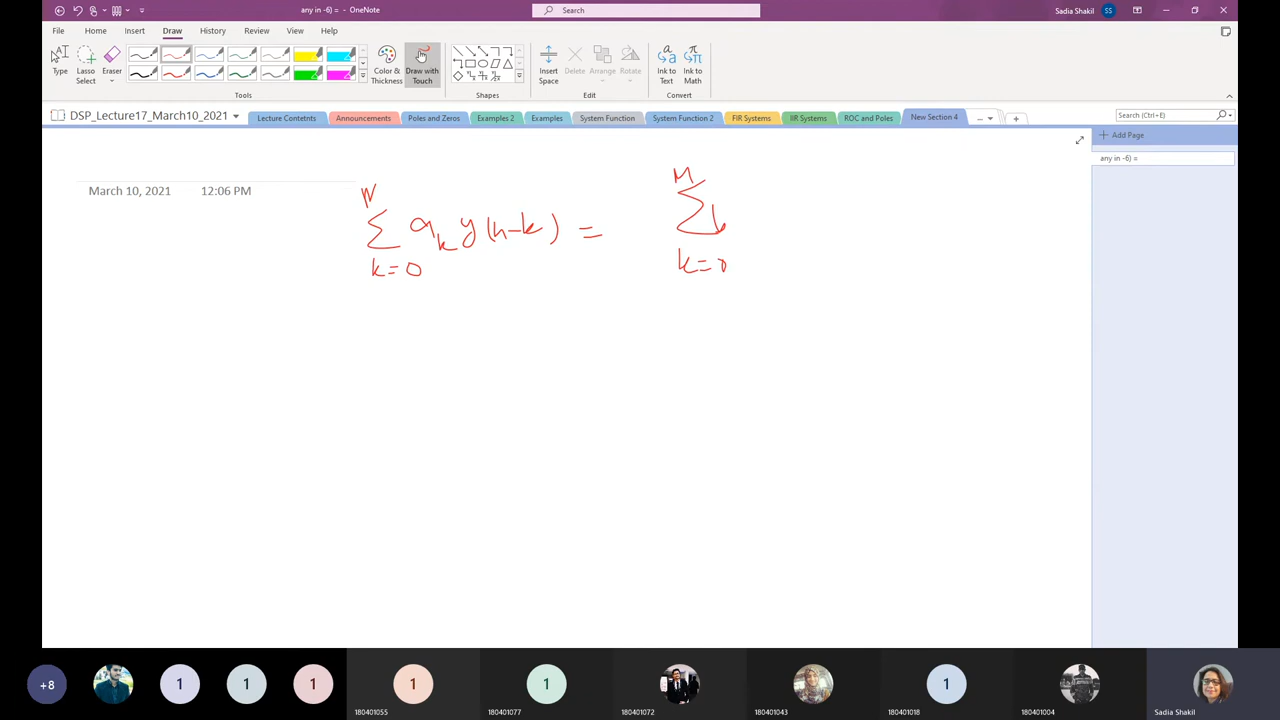 any in -6) = - OneNote
Search
Sadia Shakil SS
File Home Insert Draw History Review View Help
Type
Lasso Select
Eraser
Color & Thickness
Draw with Touch
Insert Space
Delete
Arrange
Rotate
Ink to Text
Ink to Math
Tools Shapes Edit Convert
DSP_Lecture17_March10_2021
Lecture Contetnts Announcements Poles and Zeros Examples 2 Examples System Function System Function 2 FIR Systems IIR Systems ROC and Poles New Section 4 ...
Search (Ctrl+E)
Add Page
any in -6) =
March 10, 2021 12:06 PM
N M
∑ a_k y(n-k) = ∑ b
k=0 k=0
+8 1 1 1 1 1 1
180401055 180401077 180401072 180401043 180401018 180401004 Sadia Shakil